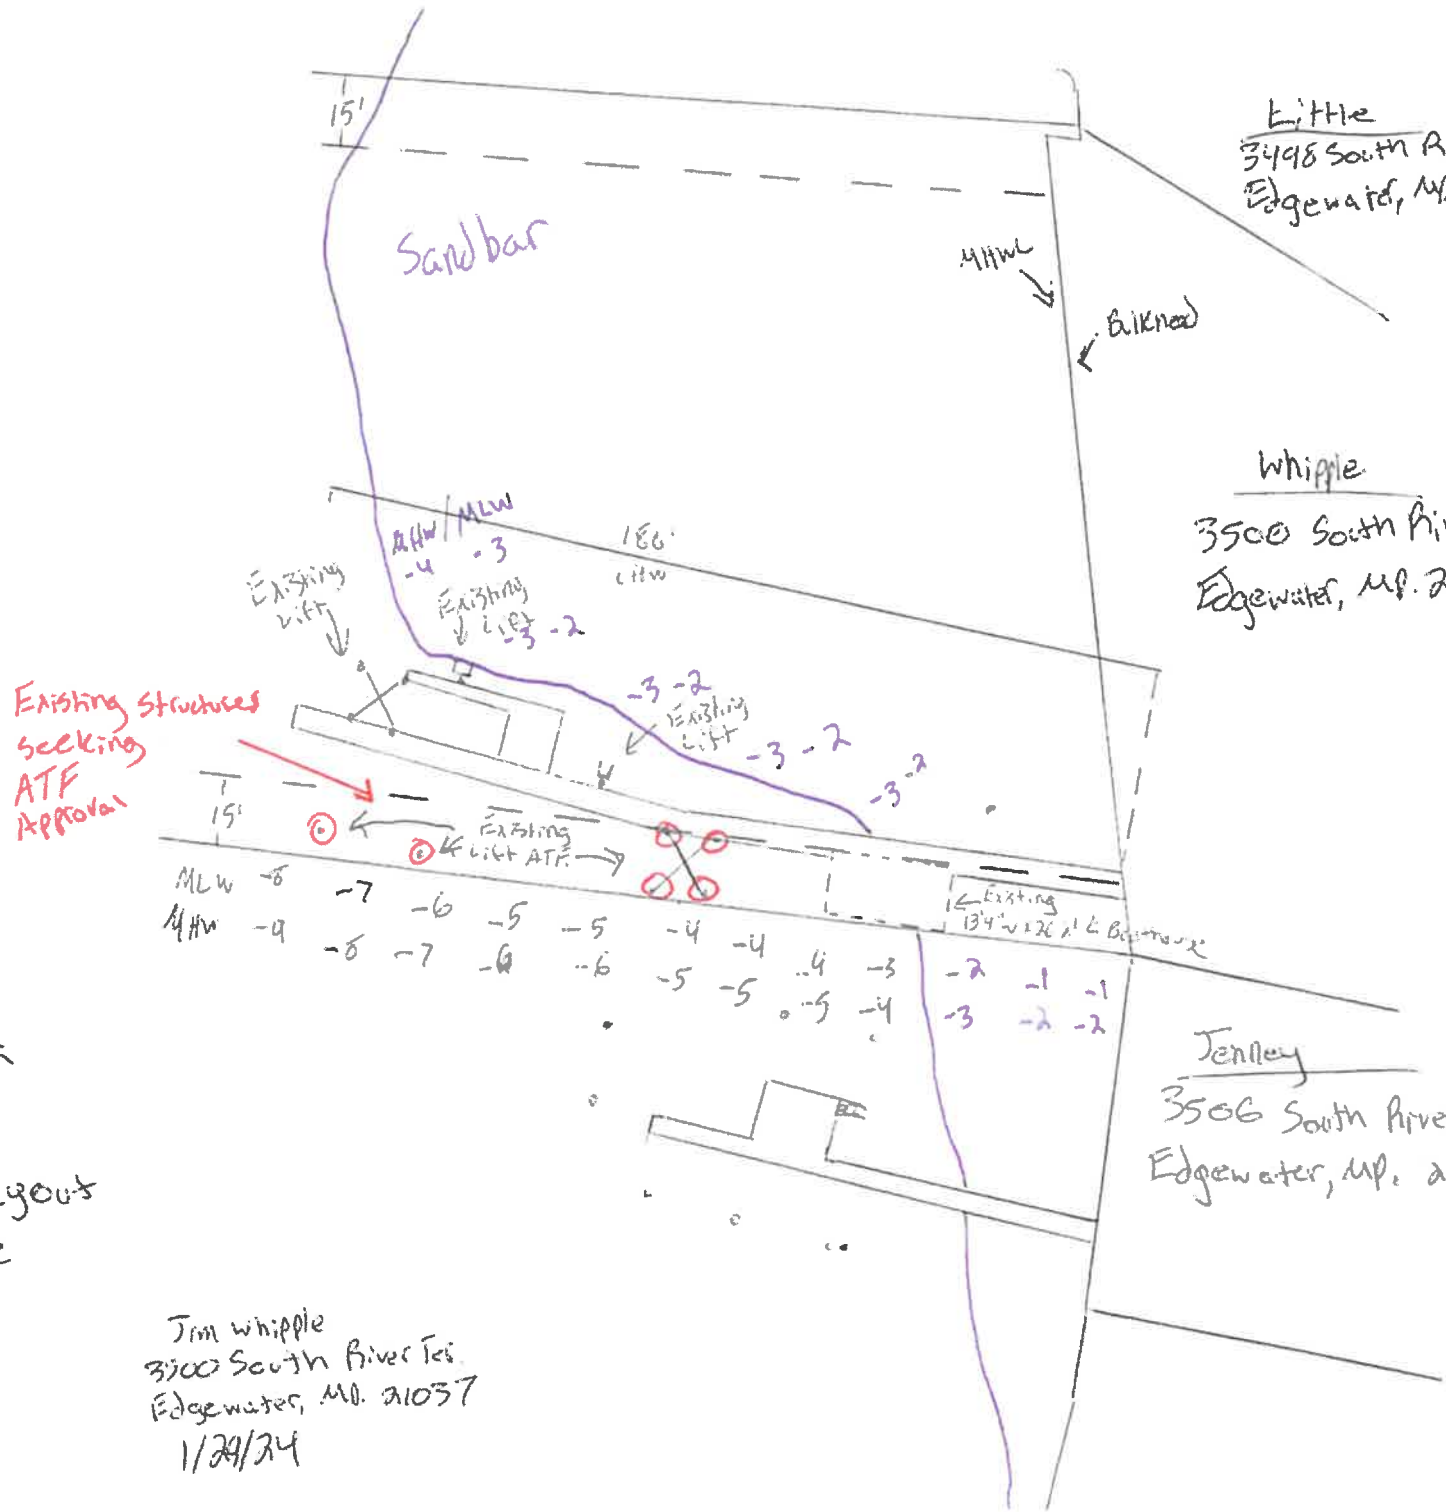 15'
Little
3498 South R
Edgewater, M
Sandbar
MHWL
Bulkhead
Whipple
3500 South Riv
Edgewater, MD. 2
MHW/MLW
-4 -3
186'
Existing
Lift
Existing
Lift
-3 -2
-3 -2
Existing
Lift
-3 -2
-3 -2
Existing structures
seeking
ATF
Approval
15'
Existing
Lift ATF
Existing
MLW -8 -7 -6 -5 -5 -4 -4 -4 -3 -2 -1 -1
MHW -9 -8 -7 -6 -6 -5 -5 -5 -4 -3 -2 -2
Jenney
3506 South Rive
Edgewater, MD. 2
yout
Jim Whipple
3500 South River Ter.
Edgewater, MD. 21037
1/29/24